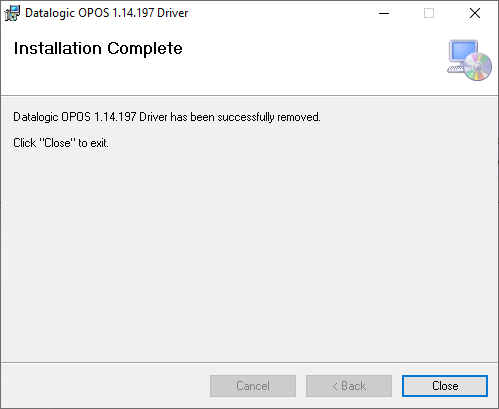 Datalogic OPOS 1.14.197 Driver
Installation Complete
Datalogic OPOS 1.14.197 Driver has been successfully removed.
Click "Close" to exit.
Cancel
< Back
Close